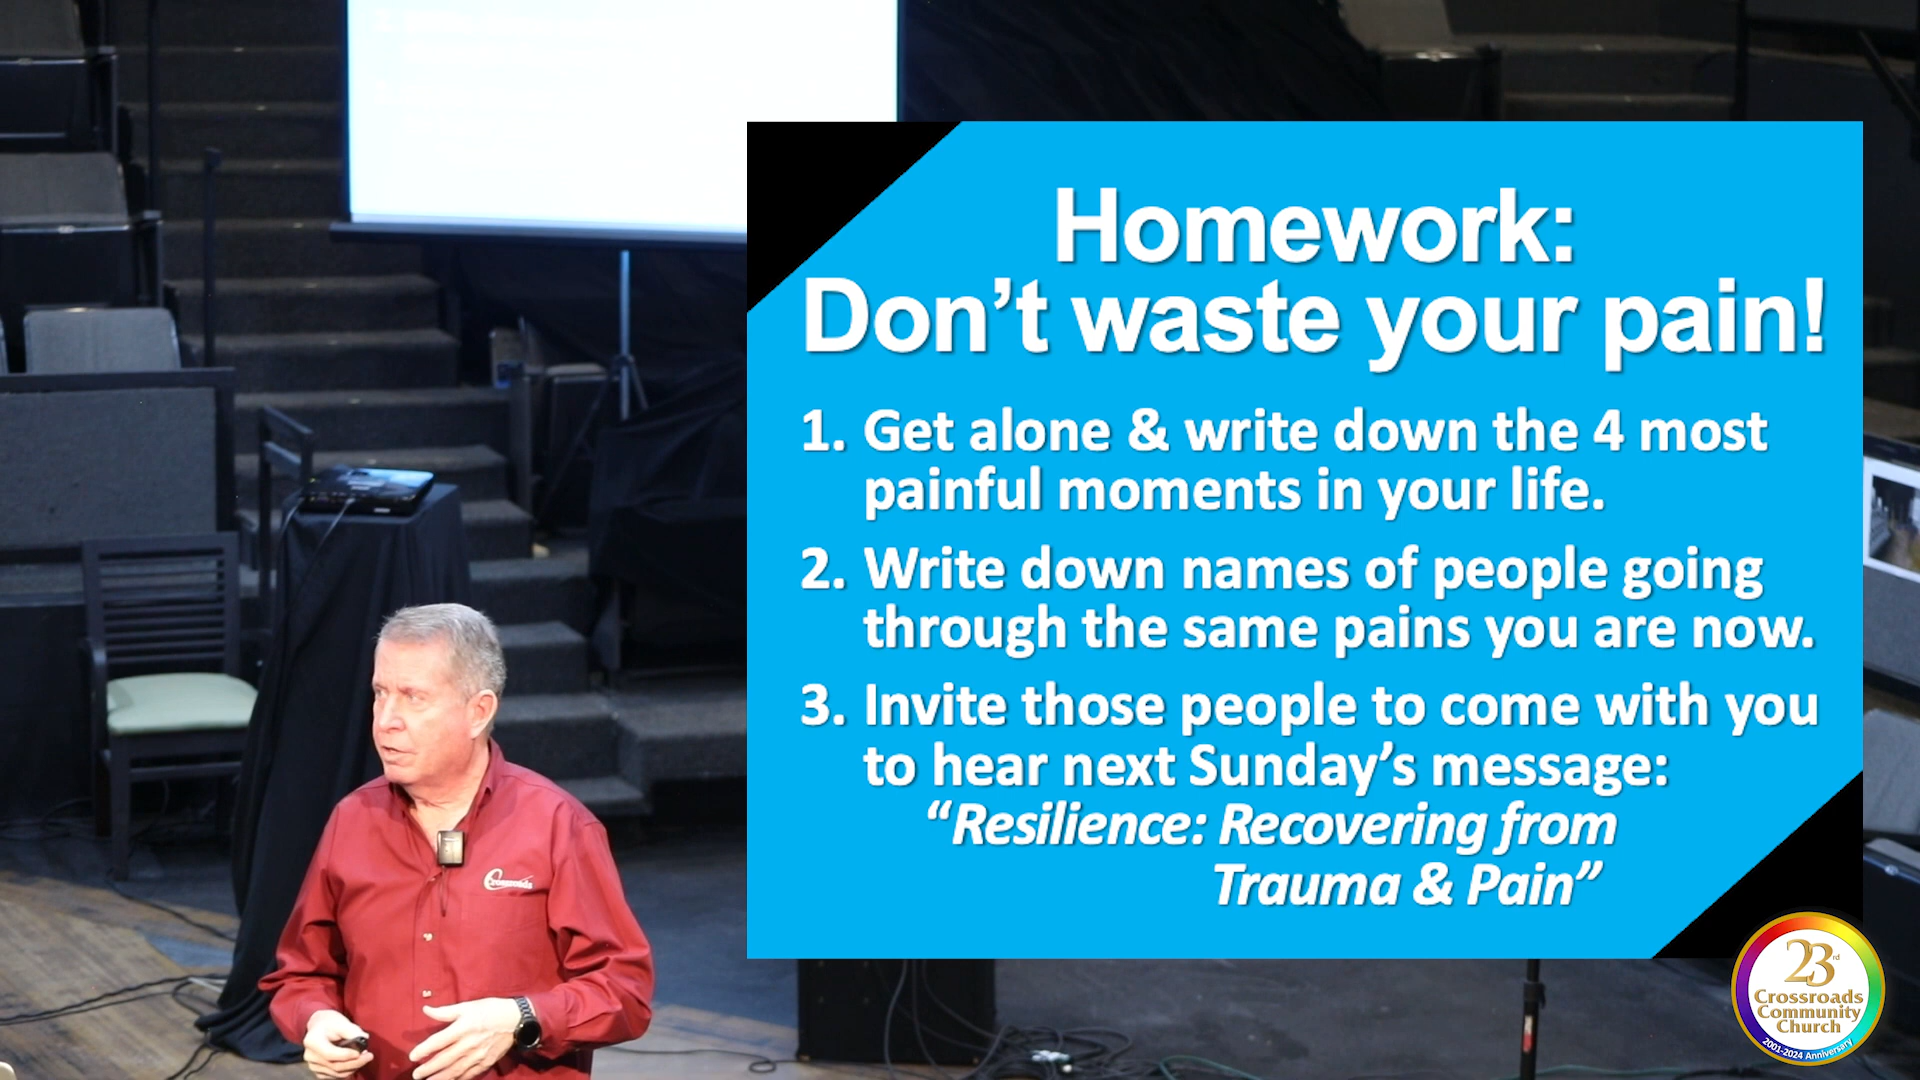 Homework:
Don’t waste your pain!
1. Get alone & write down the 4 most
painful moments in your life.
2. Write down names of people going
through the same pains you are now.
3. Invite those people to come with you
to hear next Sunday’s message:
“Resilience: Recovering from
Trauma & Pain”
Crossroads
23rd
Crossroads
Community
Church
2001-2024 Anniversary